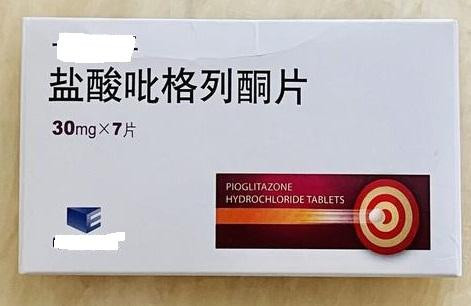 盐酸吡格列酮片
30mg×7片
PIOGLITAZONE
HYDROCHLORIDE TABLETS